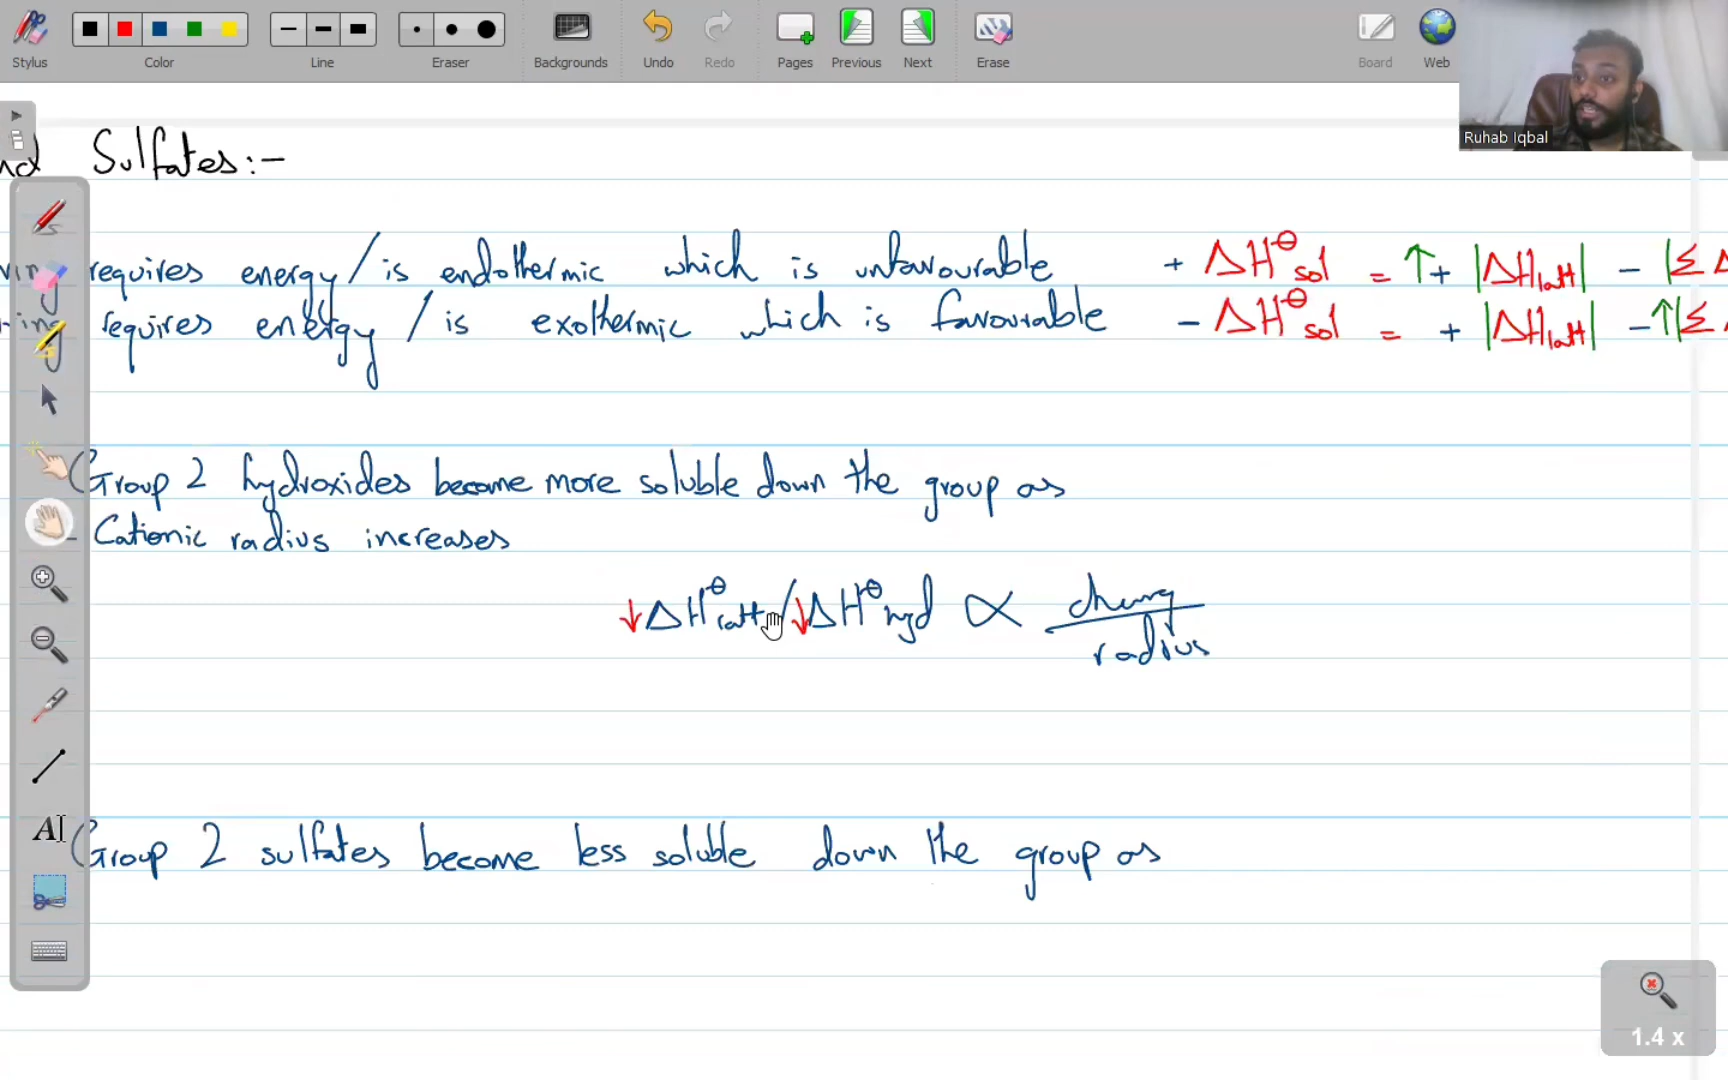 Stylus
Color
Line
Eraser
Backgrounds
Undo
Redo
Pages
Previous
Next
Erase
Board
Web
Ruhab Iqbal
nd Sulfates:-
requires energy / is endothermic which is unfavourable + ΔH⊖sol = ↑+ |ΔHlatt| - |Σ Δ
requires energy / is exothermic which is favourable - ΔH⊖sol = + |ΔHlatt| -↑|Σ Δ
Group 2 hydroxides become more soluble down the group as
- Cationic radius increases
↓ΔH⊖latt / ↓ΔH⊖hyd ∝ charg
radius
Group 2 sulfates become less soluble down the group as
1.4 x